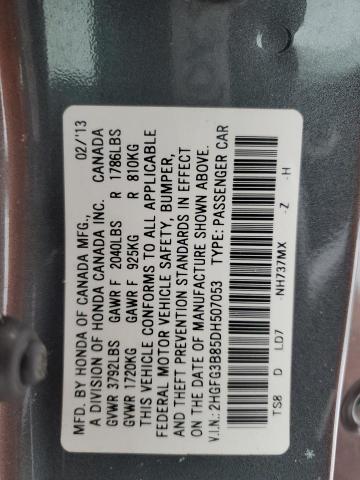 MFD. BY HONDA OF CANADA MFG., 02/'13
A DIVISION OF HONDA CANADA INC. CANADA
GVWR 3792LBS GAWR F 2040LBS R 1786LBS
GVWR 1720KG GAWR F 925KG R 810KG
THIS VEHICLE CONFORMS TO ALL APPLICABLE
FEDERAL MOTOR VEHICLE SAFETY, BUMPER,
AND THEFT PREVENTION STANDARDS IN EFFECT
ON THE DATE OF MANUFACTURE SHOWN ABOVE.
V.I.N.: 2HGFG3B85DH507053 TYPE: PASSENGER CAR
TS8 D LD7 -NH737MX -Z -H
*